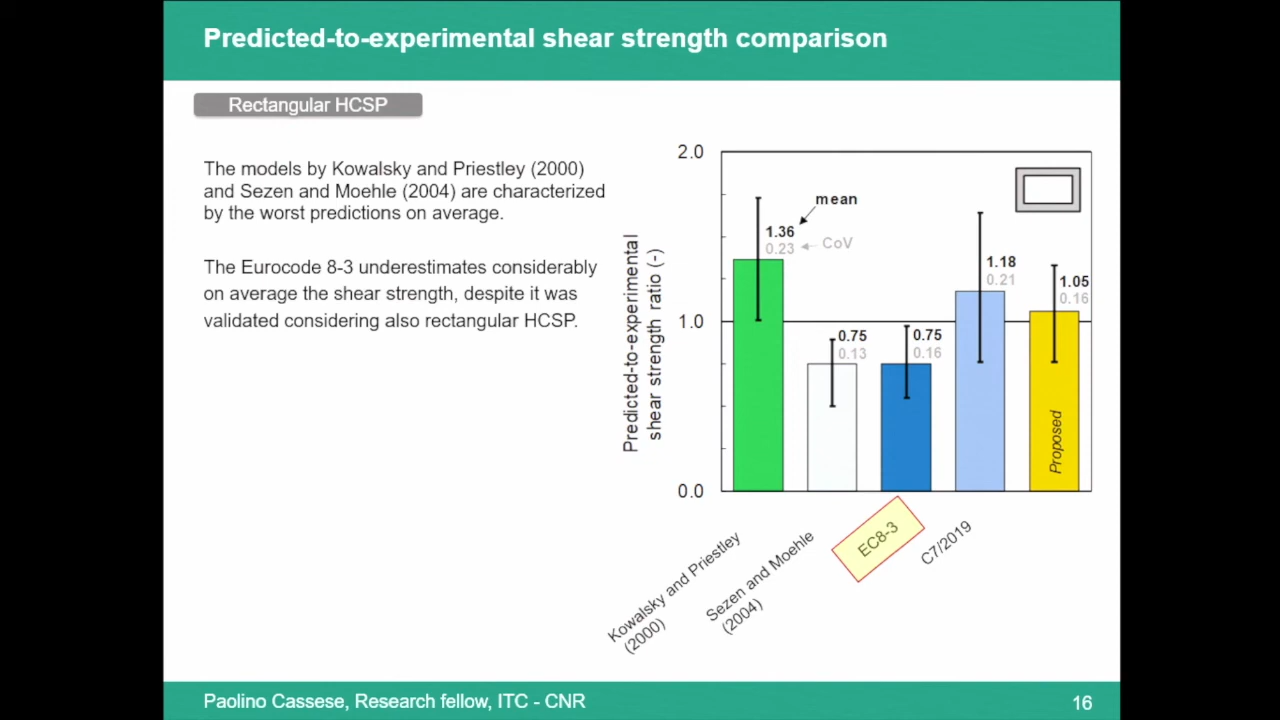 Predicted-to-experimental shear strength comparison
Rectangular HCSP
The models by Kowalsky and Priestley (2000)
and Sezen and Moehle (2004) are characterized
by the worst predictions on average.
The Eurocode 8-3 underestimates considerably
on average the shear strength, despite it was
validated considering also rectangular HCSP.
Predicted-to-experimental
shear strength ratio (-)
2.0
1.0
0.0
mean
CoV
1.36
0.23
0.75
0.13
0.75
0.16
1.18
0.21
1.05
0.16
Proposed
Kowalsky and Priestley
(2000)
Sezen and Moehle
(2004)
EC8-3
C7/2019
Paolino Cassese, Research fellow, ITC - CNR
16